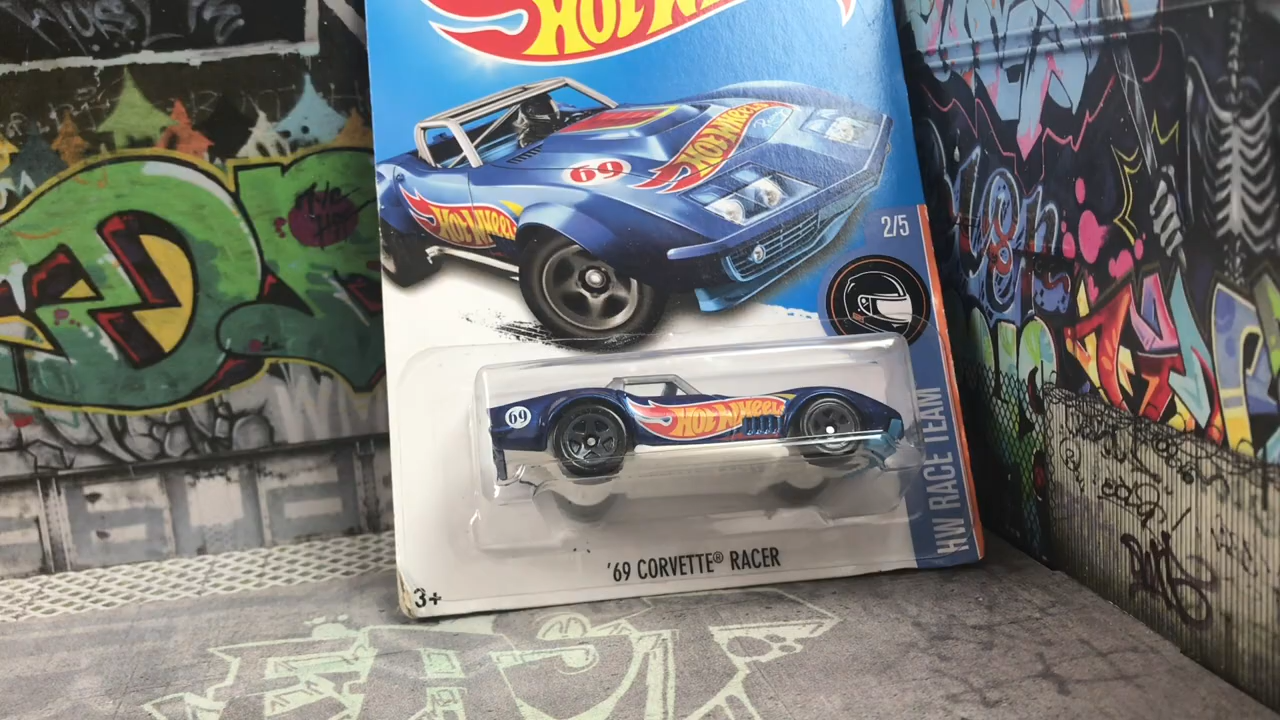 HOT WHEELS
69
HOT WHEELS
HOT WHEELS
2/5
69
HOT WHEELS
HW RACE TEAM
'69 CORVETTE® RACER
3+